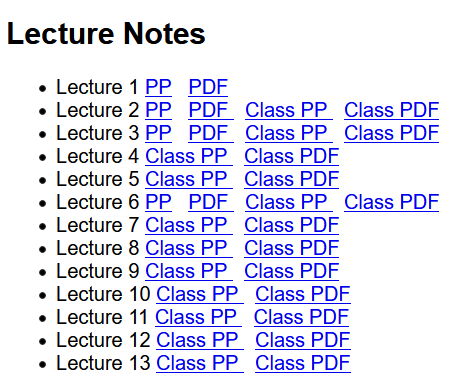 Lecture Notes
Lecture 1 PP PDF
Lecture 2 PP PDF Class PP Class PDF
Lecture 3 PP PDF Class PP Class PDF
Lecture 4 Class PP Class PDF
Lecture 5 Class PP Class PDF
Lecture 6 PP PDF Class PP Class PDF
Lecture 7 Class PP Class PDF
Lecture 8 Class PP Class PDF
Lecture 9 Class PP Class PDF
Lecture 10 Class PP Class PDF
Lecture 11 Class PP Class PDF
Lecture 12 Class PP Class PDF
Lecture 13 Class PP Class PDF